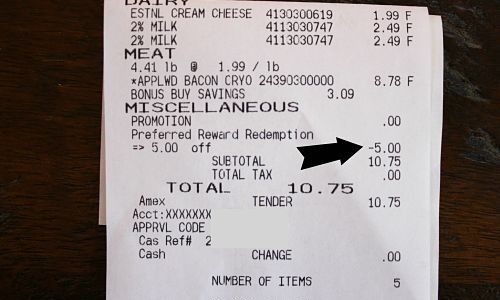 DAIRY
ESTNL CREAM CHEESE 4130300619 1.99 F
2% MILK 4111030747 2.49 F
2% MILK 4111030747 2.49 F
MEAT
4.41 lb @ 1.99 / lb
*APPLWD BACON CRYO 24390300000 8.78 F
BONUS BUY SAVINGS 3.09
MISCELLANEOUS
PROMOTION .00
Preferred Reward Redemption
=> 5.00 off -5.00
SUBTOTAL 10.75
TOTAL TAX .00
TOTAL 10.75
Amex TENDER 10.75
Acct:XXXXXXX
APPRVL CODE
Cas Ref# 2
Cash CHANGE .00
NUMBER OF ITEMS 5